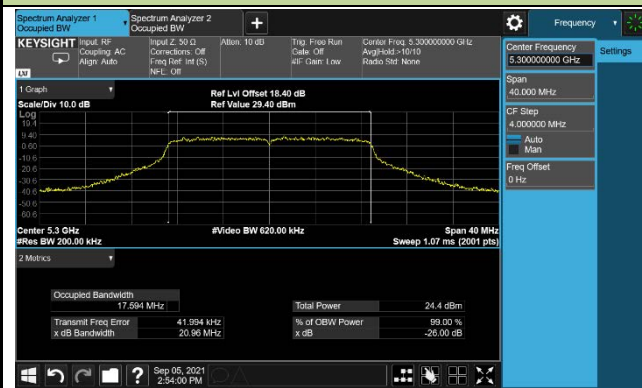 Spectrum Analyzer 1
Occupied BW
Spectrum Analyzer 2
Occupied BW
+
Frequency
KEYSIGHT
Input: RF
Coupling: AC
Align: Auto
Input Z: 50 Ω
Corrections: Off
Freq Ref: Int (S)
NFE: Off
Atten: 10 dB
Trig: Free Run
Gate: Off
#IF Gain: Low
Center Freq: 5.300000000 GHz
Avg|Hold:>10/10
Radio Std: None
LXI
Center Frequency
5.300000000 GHz
Settings
Span
40.000 MHz
CF Step
4.000000 MHz
Auto
Man
Freq Offset
0 Hz
1 Graph
Scale/Div 10.0 dB
Ref Lvl Offset 18.40 dB
Ref Value 29.40 dBm
Log
19.4
9.40
0.60
-10.6
-20.6
-30.6
-40.6
-50.6
60.6
Center 5.3 GHz
#Res BW 200.00 kHz
#Video BW 620.00 kHz
Span 40 MHz
Sweep 1.07 ms (2001 pts)
2 Metrics
Occupied Bandwidth
17.594 MHz
Total Power 24.4 dBm
Transmit Freq Error 41.994 kHz
% of OBW Power 99.00 %
x dB Bandwidth 20.96 MHz
x dB -26.00 dB
?
Sep 05, 2021
2:54:00 PM